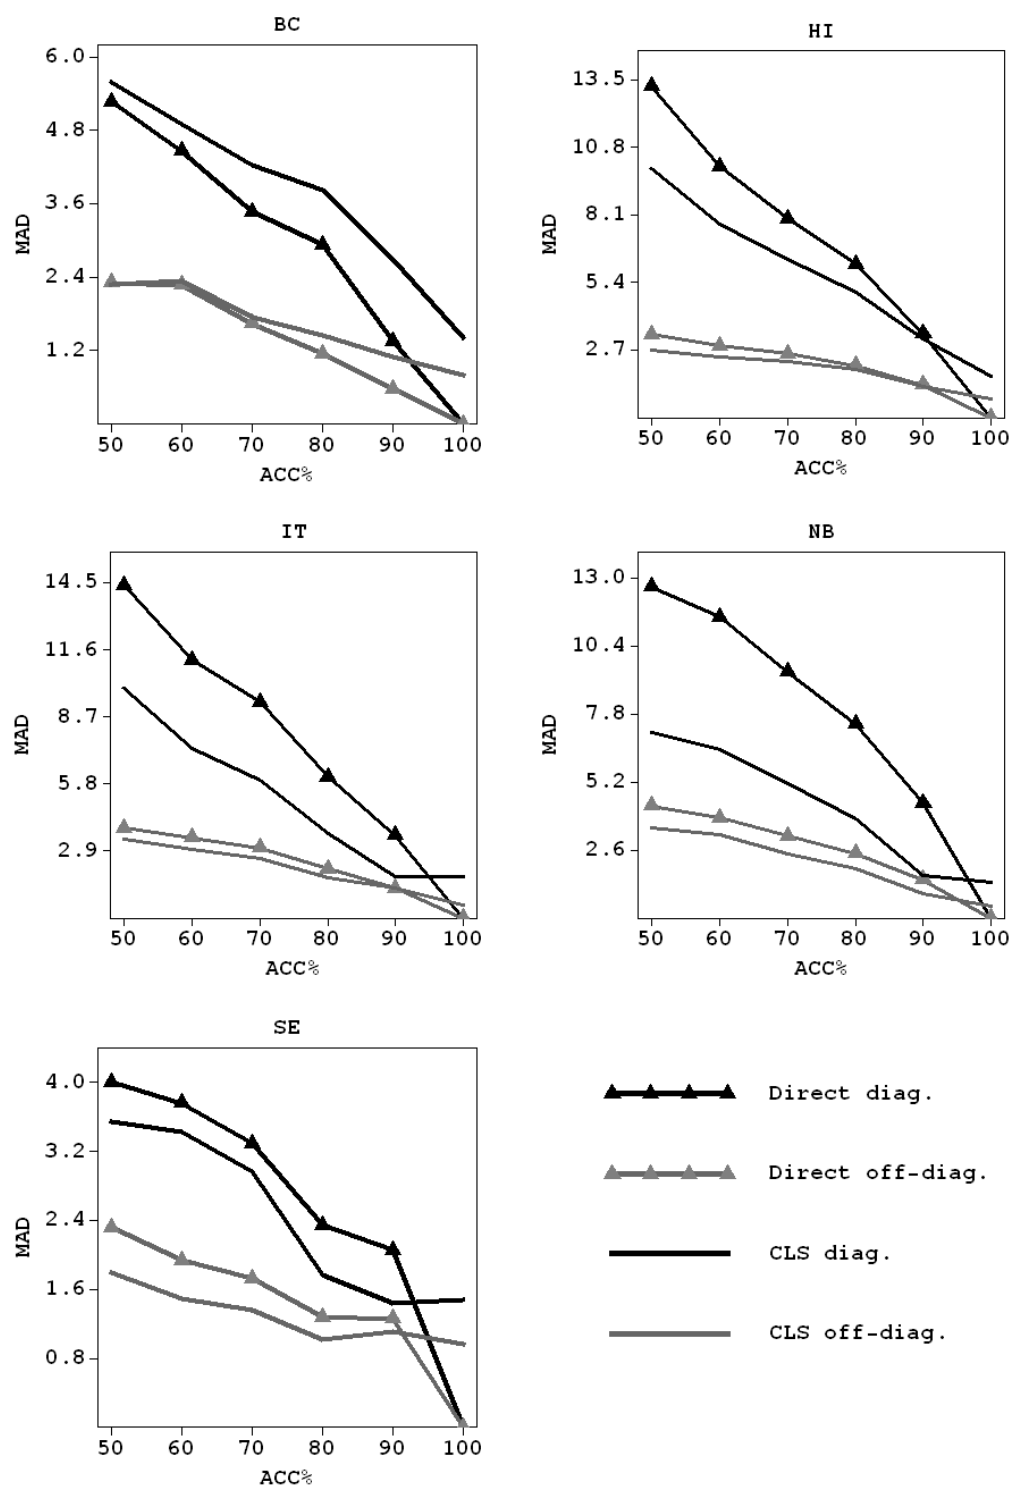 BC
6.0
4.8
3.6
2.4
1.2
MAD
50 60 70 80 90 100
ACC%
HI
13.5
10.8
8.1
5.4
2.7
MAD
50 60 70 80 90 100
ACC%
IT
14.5
11.6
8.7
5.8
2.9
MAD
50 60 70 80 90 100
ACC%
NB
13.0
10.4
7.8
5.2
2.6
MAD
50 60 70 80 90 100
ACC%
SE
4.0
3.2
2.4
1.6
0.8
MAD
50 60 70 80 90 100
ACC%
Direct diag.
Direct off-diag.
CLS diag.
CLS off-diag.